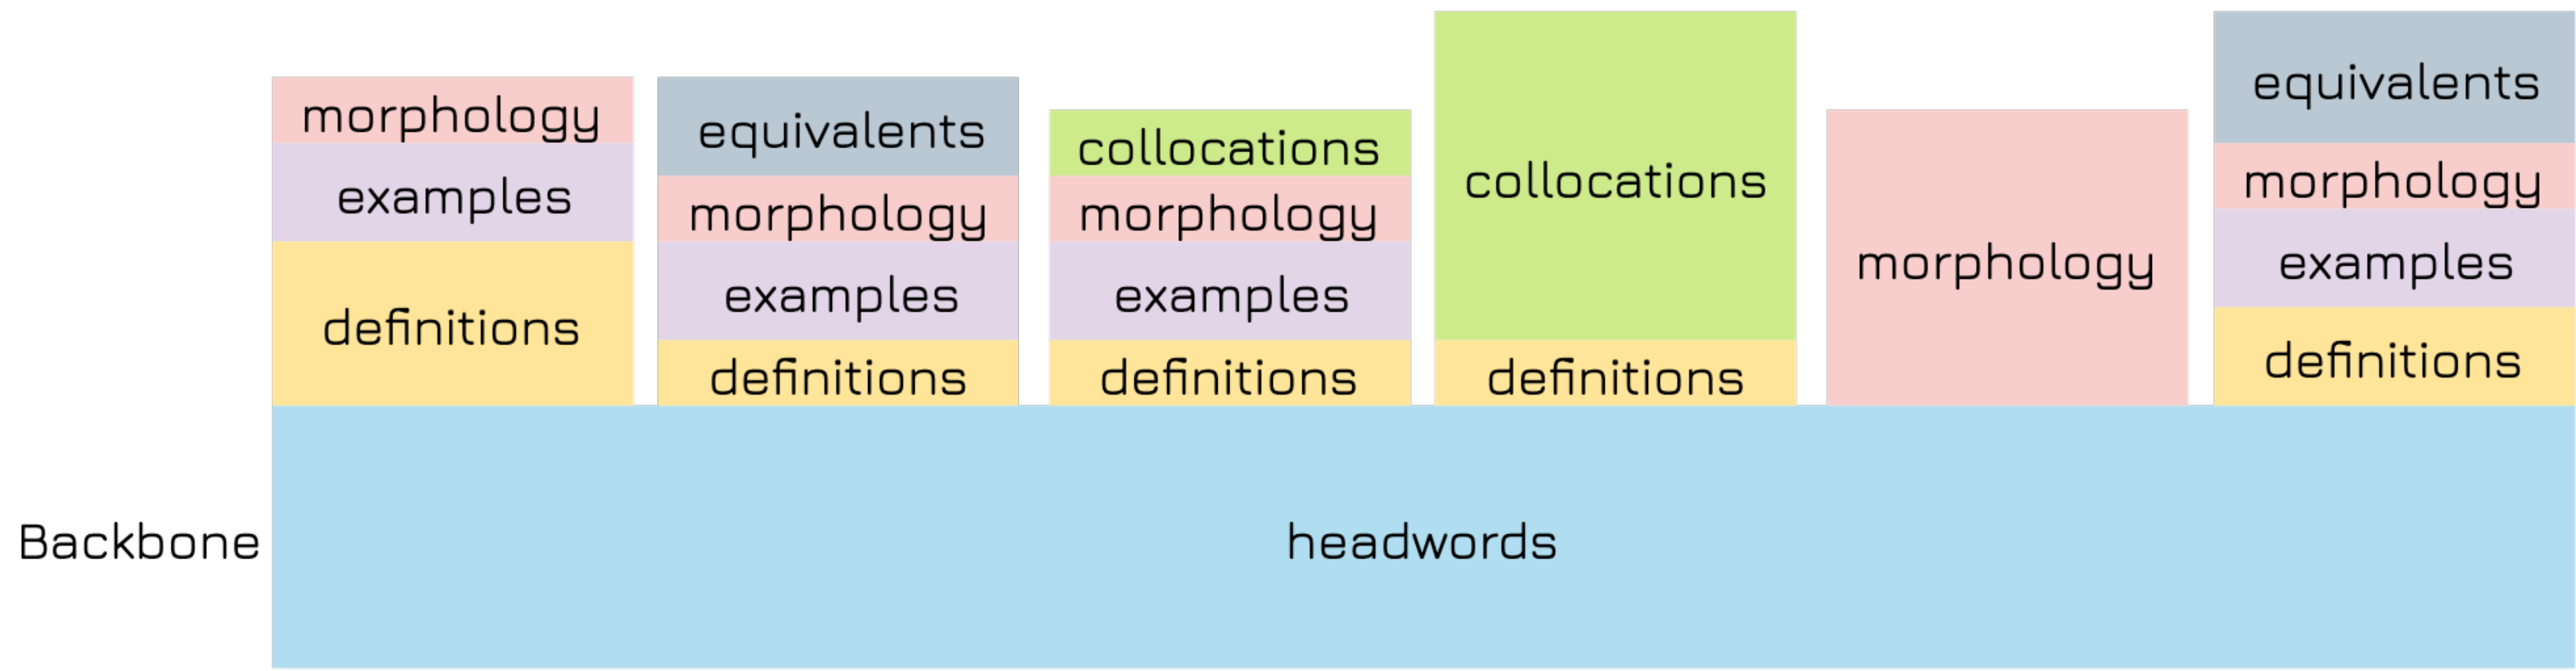 morphology
examples
definitions
equivalents
morphology
examples
definitions
collocations
morphology
examples
definitions
collocations
definitions
morphology
equivalents
morphology
examples
definitions
Backbone
headwords